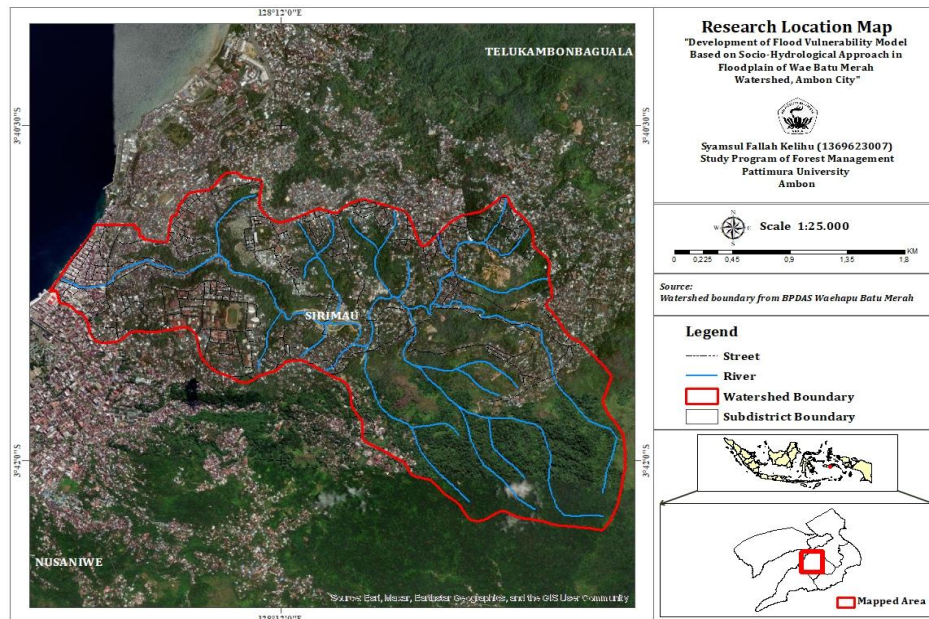 128°12'0"E
TELUKAMBONBAGUALA
3°40'30"S
3°40'30"S
SIRIMAU
3°42'0"S
3°42'0"S
NUSANIWE
Source: Esri, Maxar, Earthstar Geographics, and the GIS User Community
128°12'0"E
Research Location Map
"Development of Flood Vulnerability Model
Based on Socio-Hydrological Approach in
Floodplain of Wae Batu Merah
Watershed, Ambon City"
Syamsul Fallah Kelihu (1369623007)
Study Program of Forest Management
Pattimura University
Ambon
N
W E
S
Scale 1:25.000
KM
0 0,225 0,45 0,9 1,35 1,8
Source:
Watershed boundary from BPDAS Waehapu Batu Merah
Legend
Street
River
Watershed Boundary
Subdistrict Boundary
Mapped Area